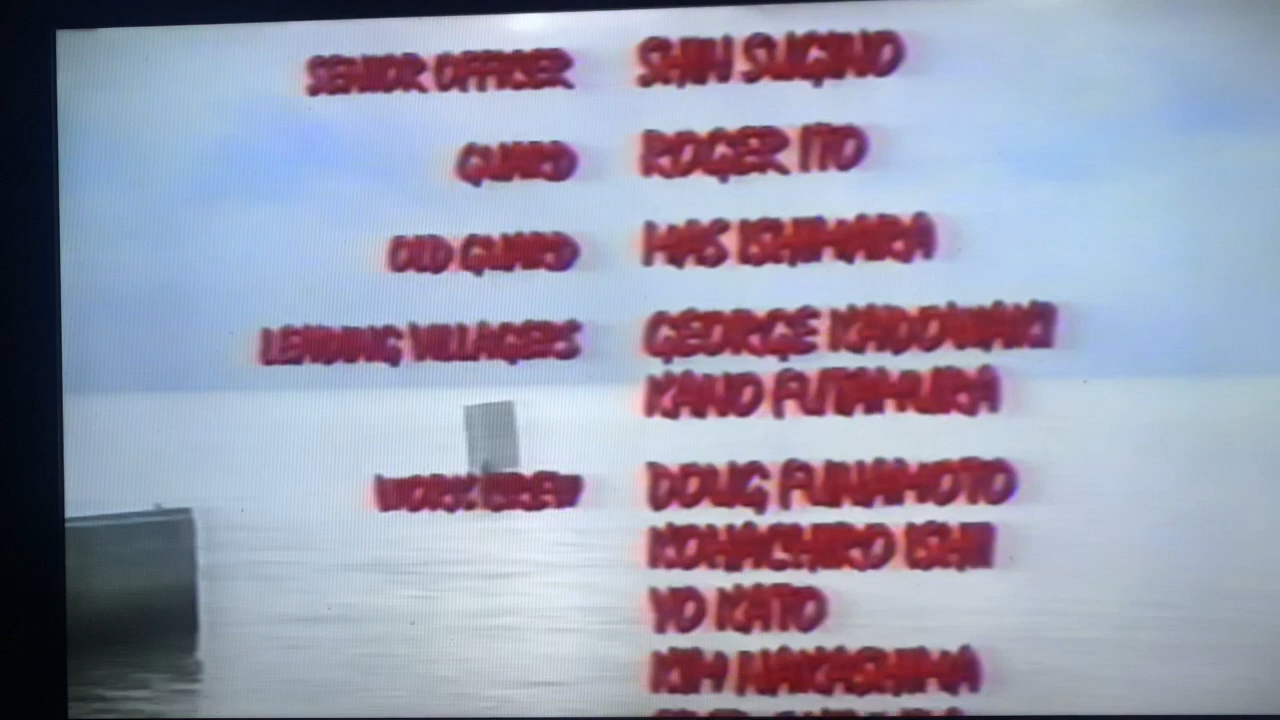 SENIOR OFFICER SHIN SUGINO
GUARD ROGER ITO
OLD GUARD MAS ISHIHARA
LEADING VILLAGERS GEORGE KADOWAKI
KANO FUTAMURA
WORK CREW DOUG FUNAMOTO
KOHACHIRO ISHII
YO KATO
KIM NAKASHIMA